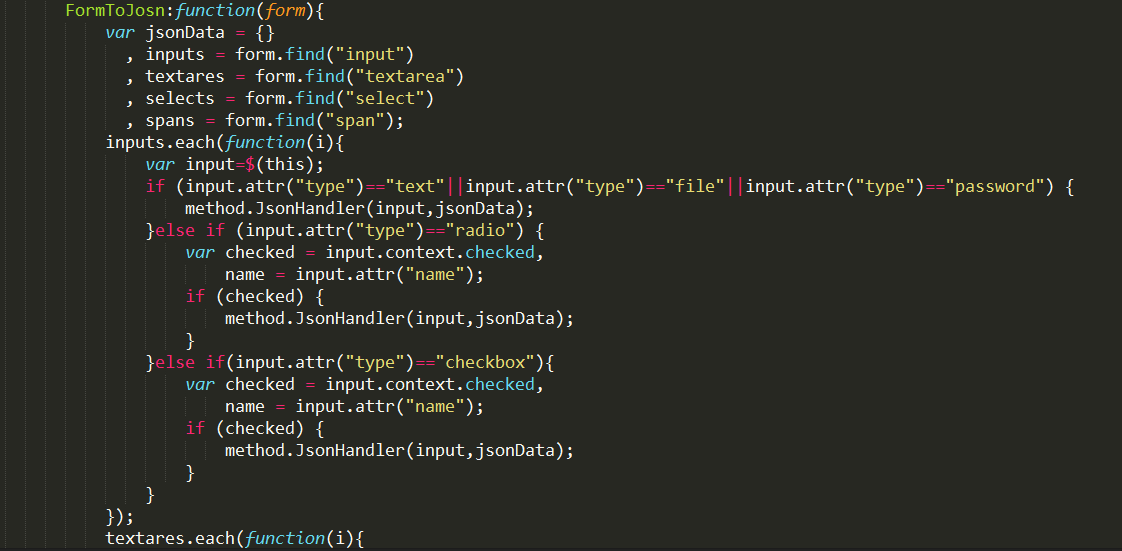 FormToJosn:function(form){
var jsonData = {}
, inputs = form.find("input")
, textares = form.find("textarea")
, selects = form.find("select")
, spans = form.find("span");
inputs.each(function(i){
var input=$(this);
if (input.attr("type")=="text"||input.attr("type")=="file"||input.attr("type")=="password") {
method.JsonHandler(input,jsonData);
}else if (input.attr("type")=="radio") {
var checked = input.context.checked,
name = input.attr("name");
if (checked) {
method.JsonHandler(input,jsonData);
}
}else if(input.attr("type")=="checkbox"){
var checked = input.context.checked,
name = input.attr("name");
if (checked) {
method.JsonHandler(input,jsonData);
}
}
});
textares.each(function(i){